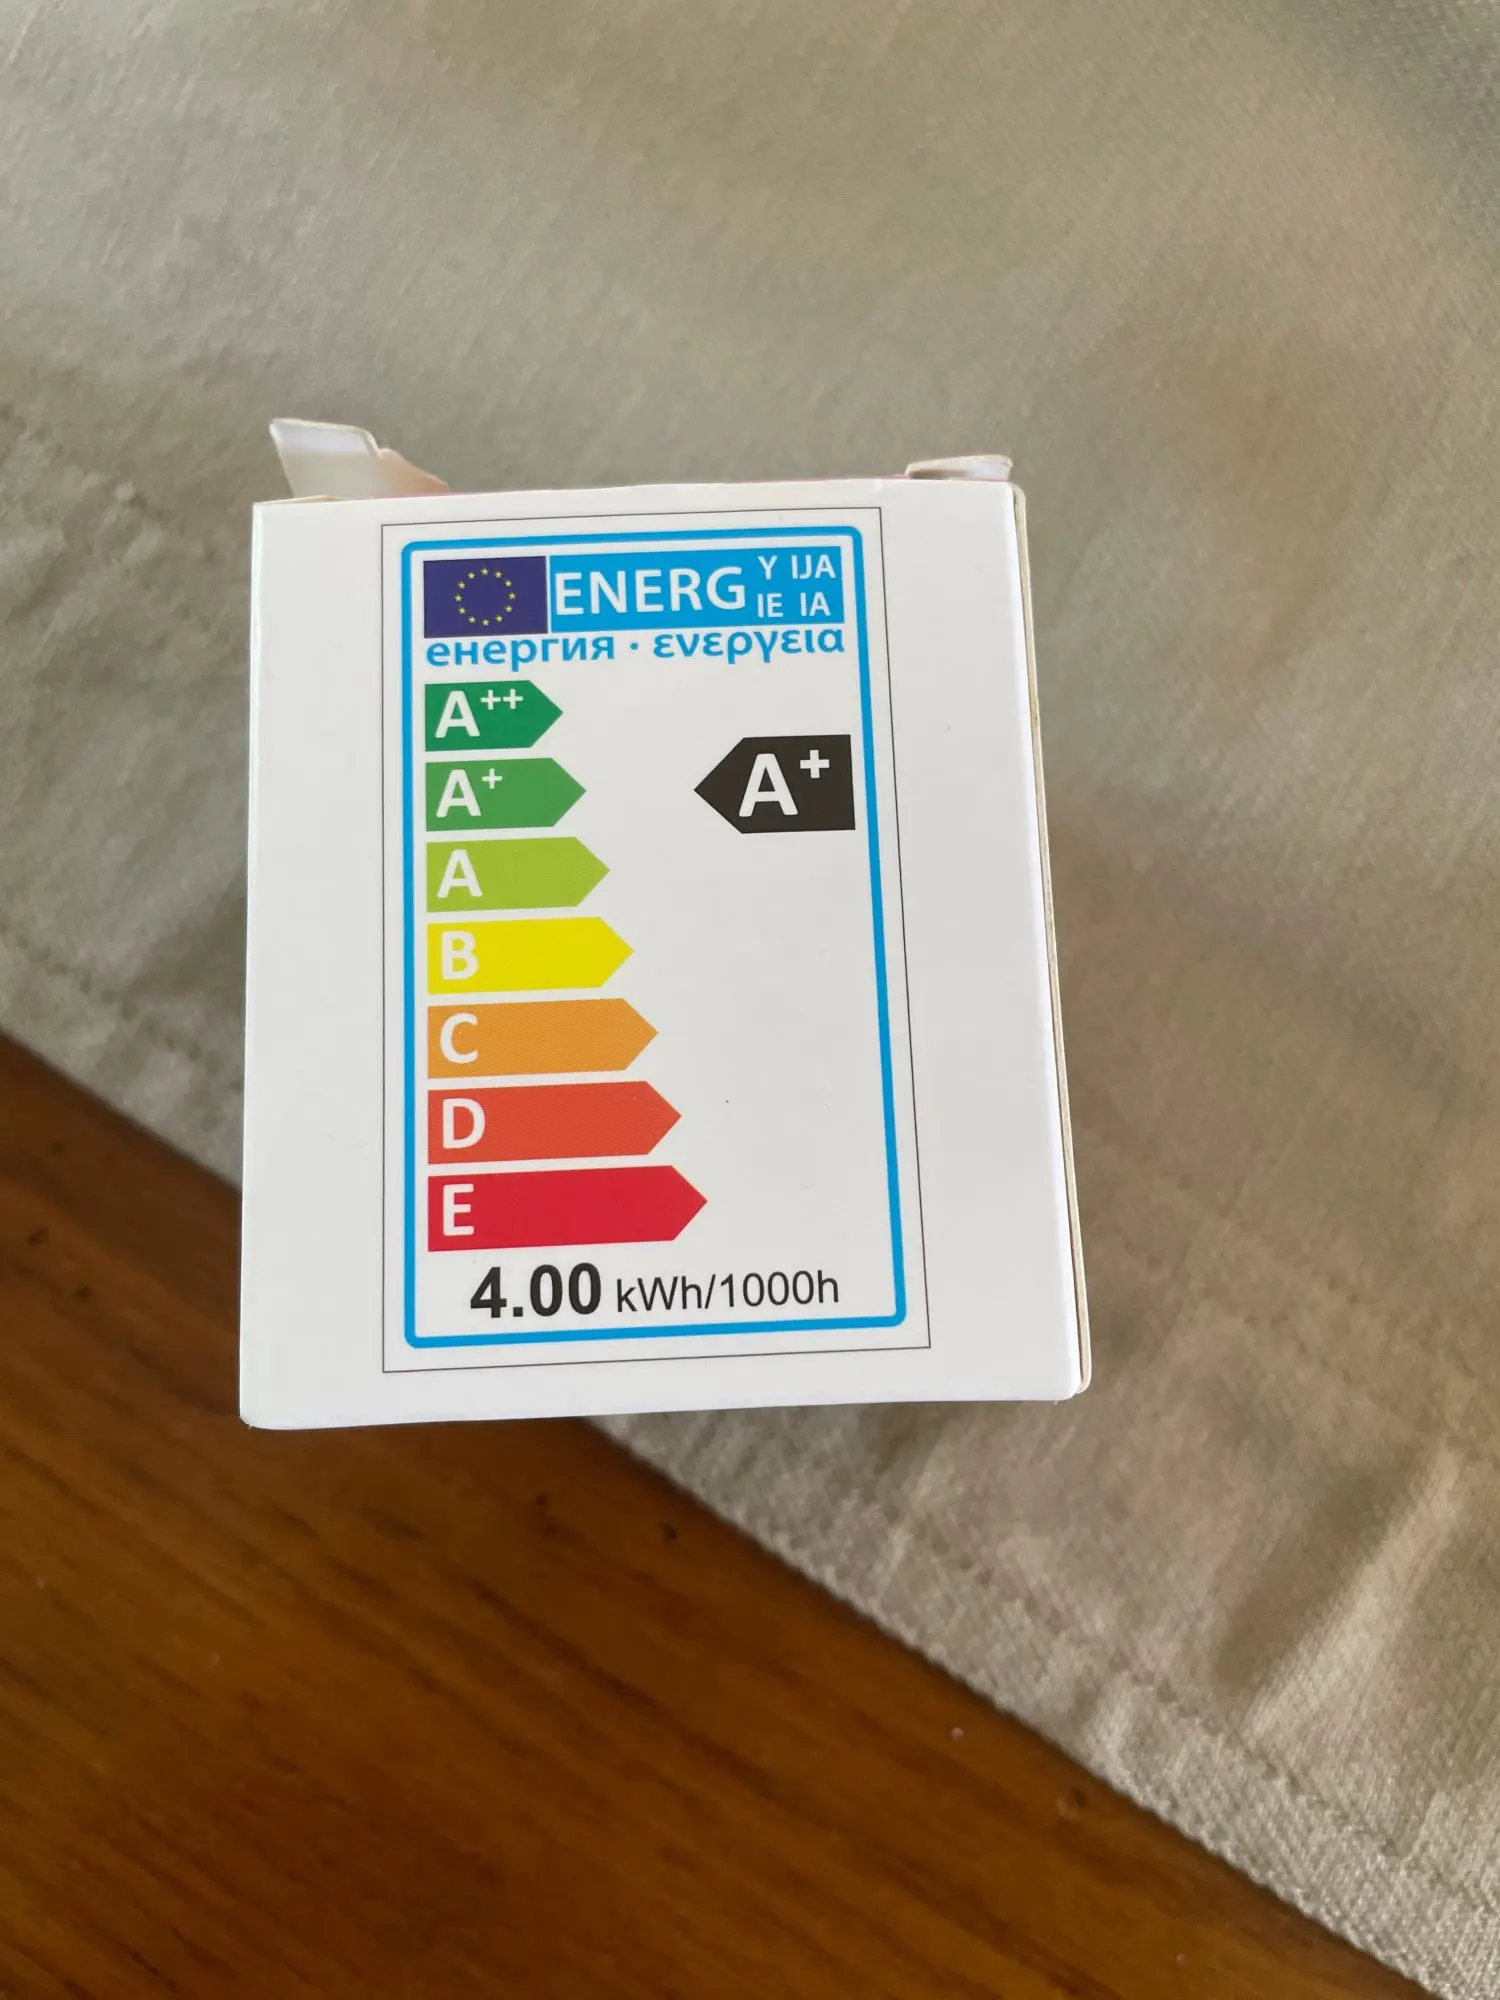 ENERG Y IJA
IE IA
енергия · ενεργεια
A++
A+
A+
A
B
C
D
E
4.00 kWh/1000h